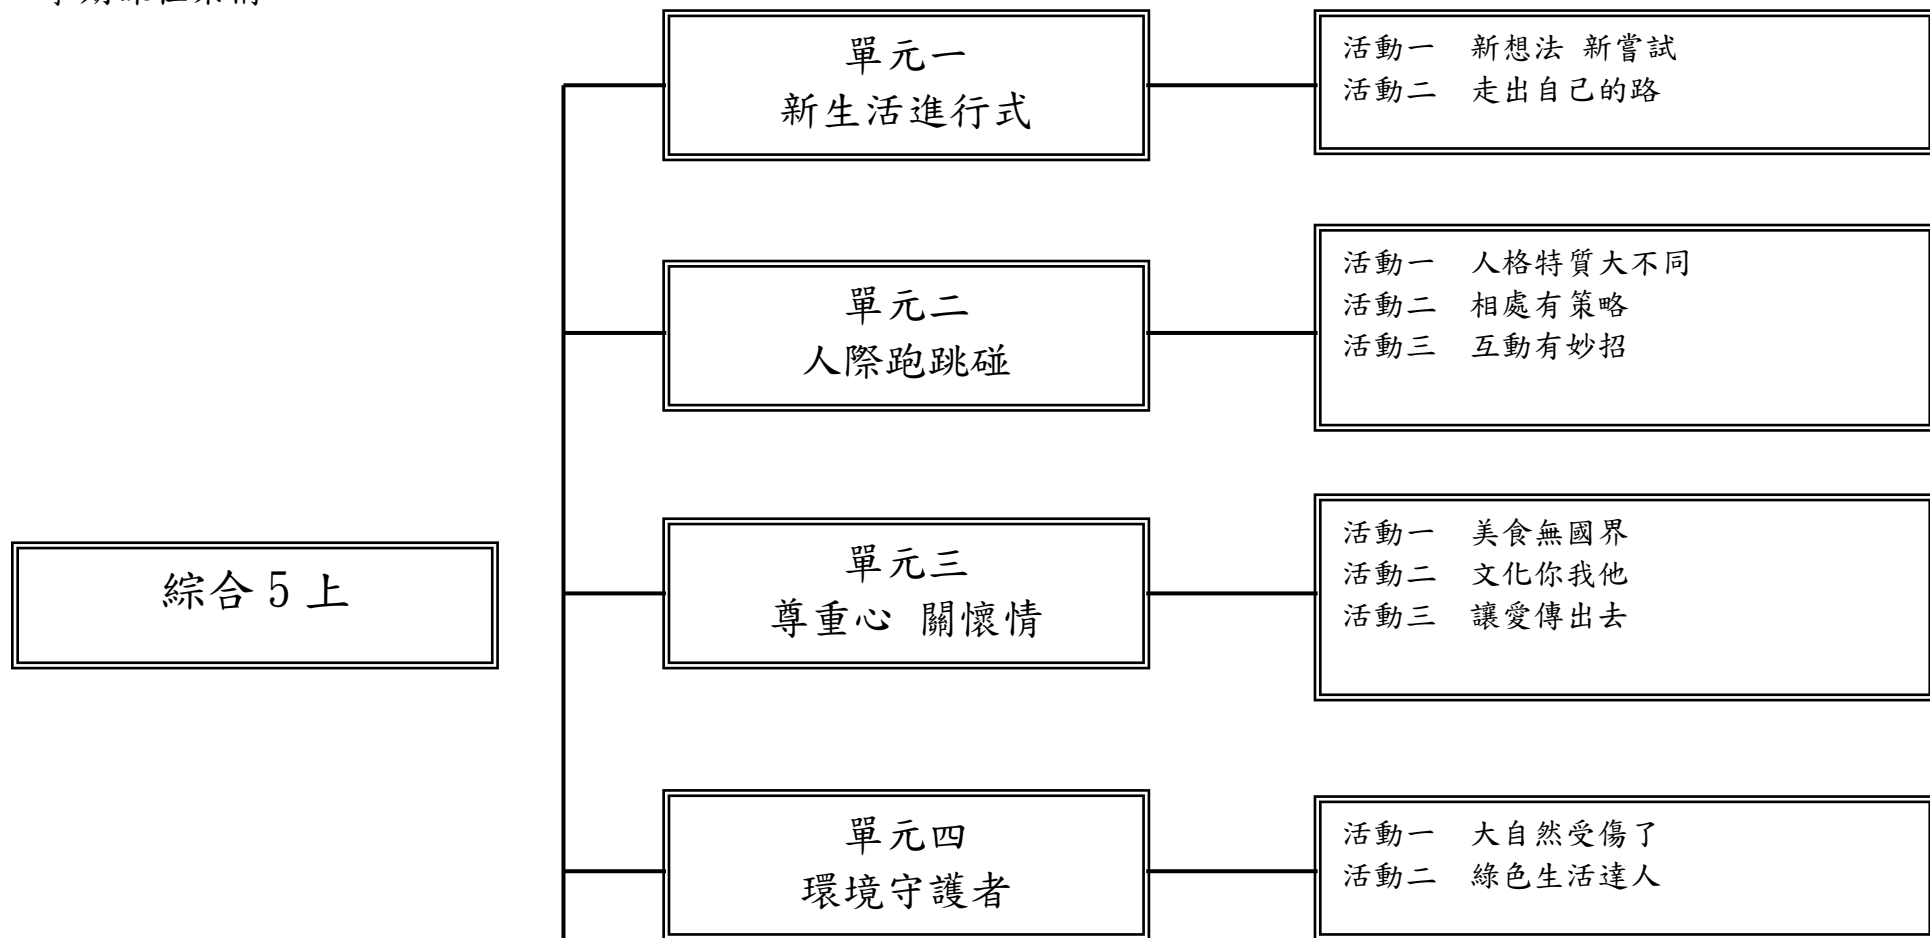 單元一
新生活進行式
活動一　新想法 新嘗試
活動二　走出自己的路
單元二
人際跑跳碰
活動一　人格特質大不同
活動二　相處有策略
活動三　互動有妙招
綜合 5 上
單元三
尊重心 關懷情
活動一　美食無國界
活動二　文化你我他
活動三　讓愛傳出去
單元四
環境守護者
活動一　大自然受傷了
活動二　綠色生活達人